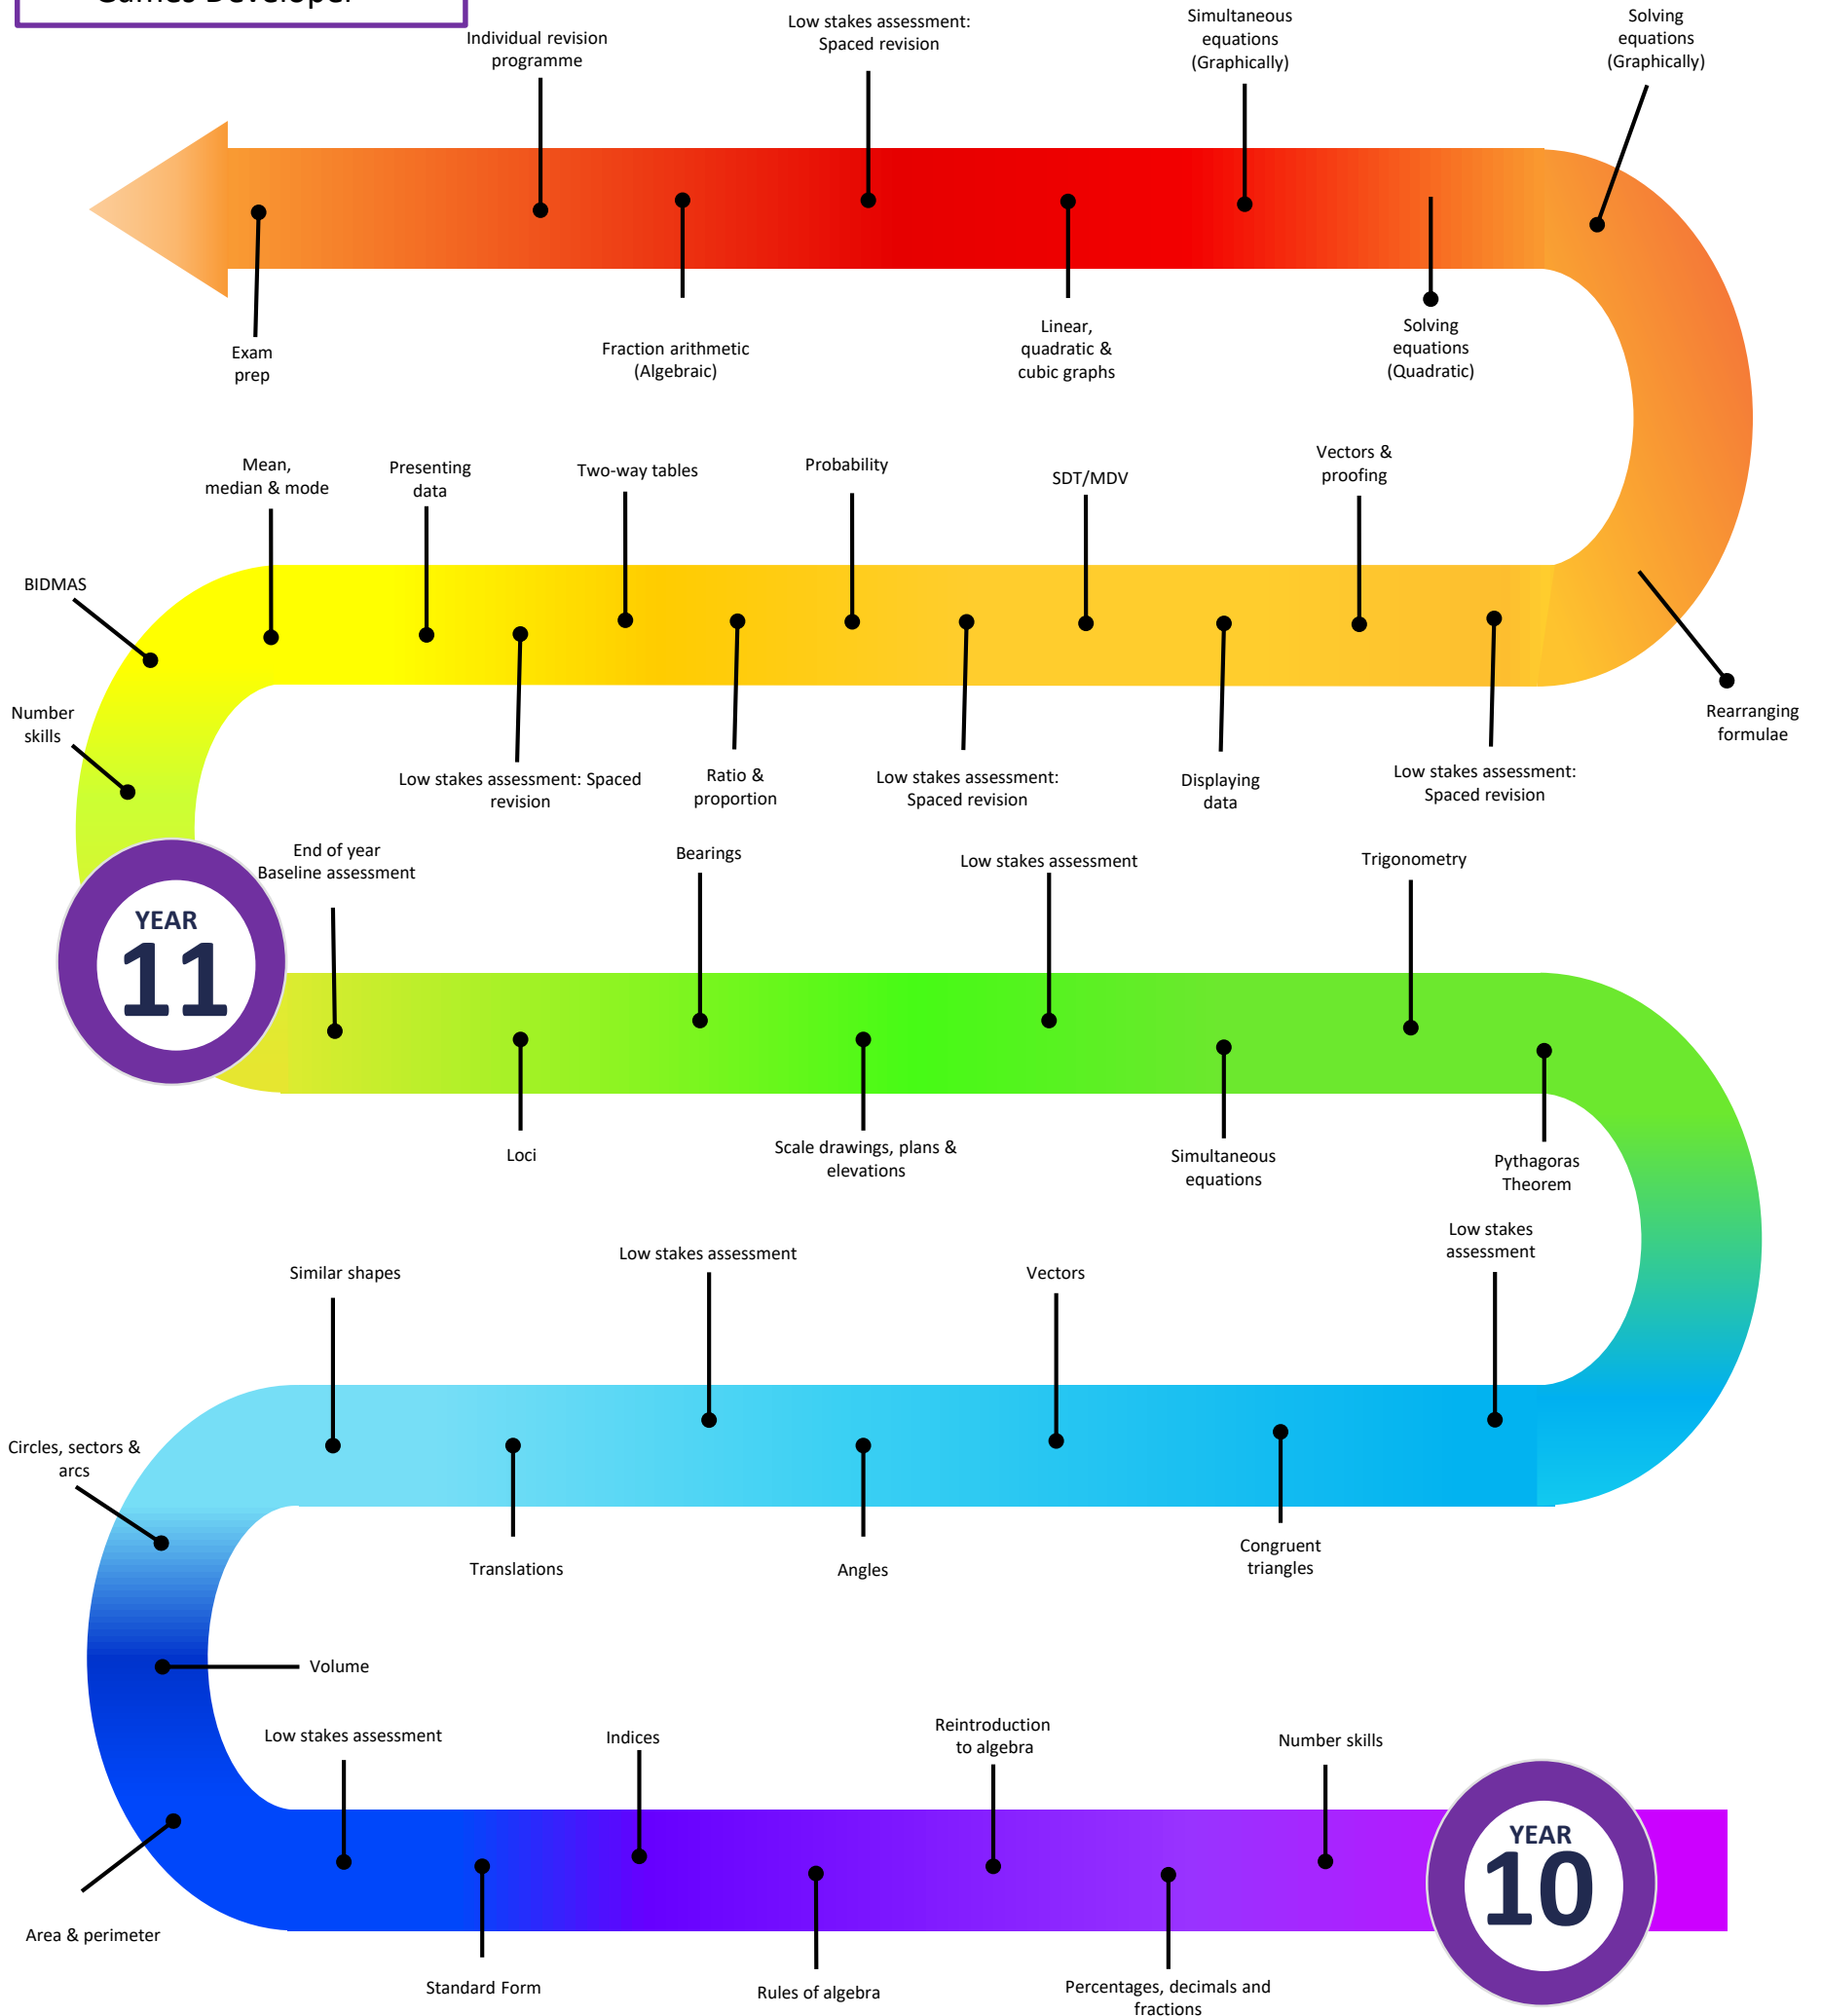 Games Developer
Individual revision
programme
Low stakes assessment:
Spaced revision
Simultaneous
equations
(Graphically)
Solving
equations
(Graphically)
Exam
prep
Fraction arithmetic
(Algebraic)
Linear,
quadratic &
cubic graphs
Solving
equations
(Quadratic)
Mean,
median & mode
Presenting
data
Two-way tables
Probability
SDT/MDV
Vectors &
proofing
BIDMAS
Number
skills
Low stakes assessment: Spaced
revision
Ratio &
proportion
Low stakes assessment:
Spaced revision
Displaying
data
Low stakes assessment:
Spaced revision
Rearranging
formulae
YEAR
11
End of year
Baseline assessment
Bearings
Low stakes assessment
Trigonometry
Loci
Scale drawings, plans &
elevations
Simultaneous
equations
Pythagoras
Theorem
Similar shapes
Low stakes assessment
Vectors
Low stakes
assessment
Circles, sectors &
arcs
Translations
Angles
Congruent
triangles
Volume
Low stakes assessment
Indices
Reintroduction
to algebra
Number skills
YEAR
10
Area & perimeter
Standard Form
Rules of algebra
Percentages, decimals and
fractions